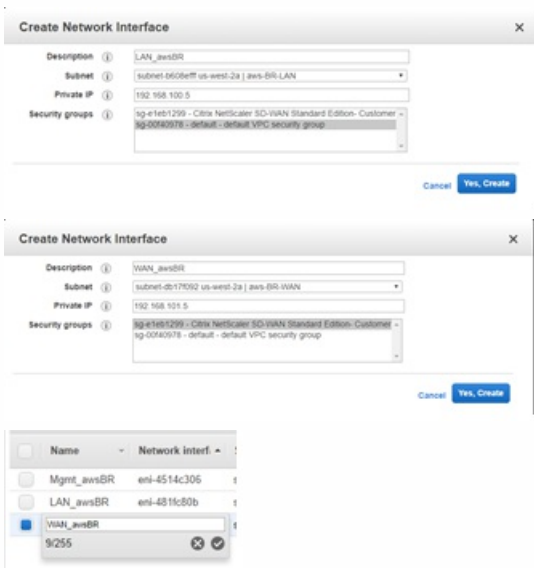 Create Network Interface
Description LAN_awsBR
Subnet subnet-b608efff us-west-2a | aws-BR-LAN
Private IP 192.168.100.5
Security groups sg-e1eb1299 - Citrix NetScaler SD-WAN Standard Edition- Customer
sg-00f40978 - default - default VPC security group
Cancel Yes, Create
Create Network Interface
Description WAN_awsBR
Subnet subnet-db17f092 us-west-2a | aws-BR-WAN
Private IP 192.168.101.5
Security groups sg-e1eb1299 - Citrix NetScaler SD-WAN Standard Edition- Customer
sg-00f40978 - default - default VPC security group
Cancel Yes, Create
Name Network interf
Mgmt_awsBR eni-4514c306
LAN_awsBR eni-481fc80b
WAN_awsBR
9/255